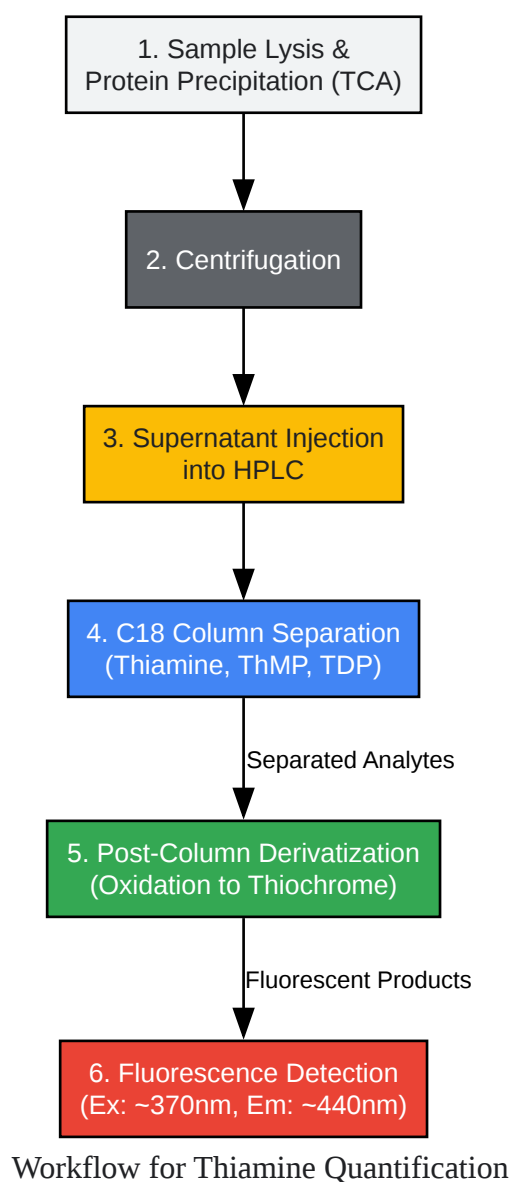 1. Sample Lysis &
Protein Precipitation (TCA)
2. Centrifugation
3. Supernatant Injection
into HPLC
4. C18 Column Separation
(Thiamine, ThMP, TDP)
Separated Analytes
5. Post-Column Derivatization
(Oxidation to Thiochrome)
Fluorescent Products
6. Fluorescence Detection
(Ex: ~370nm, Em: ~440nm)
Workflow for Thiamine Quantification